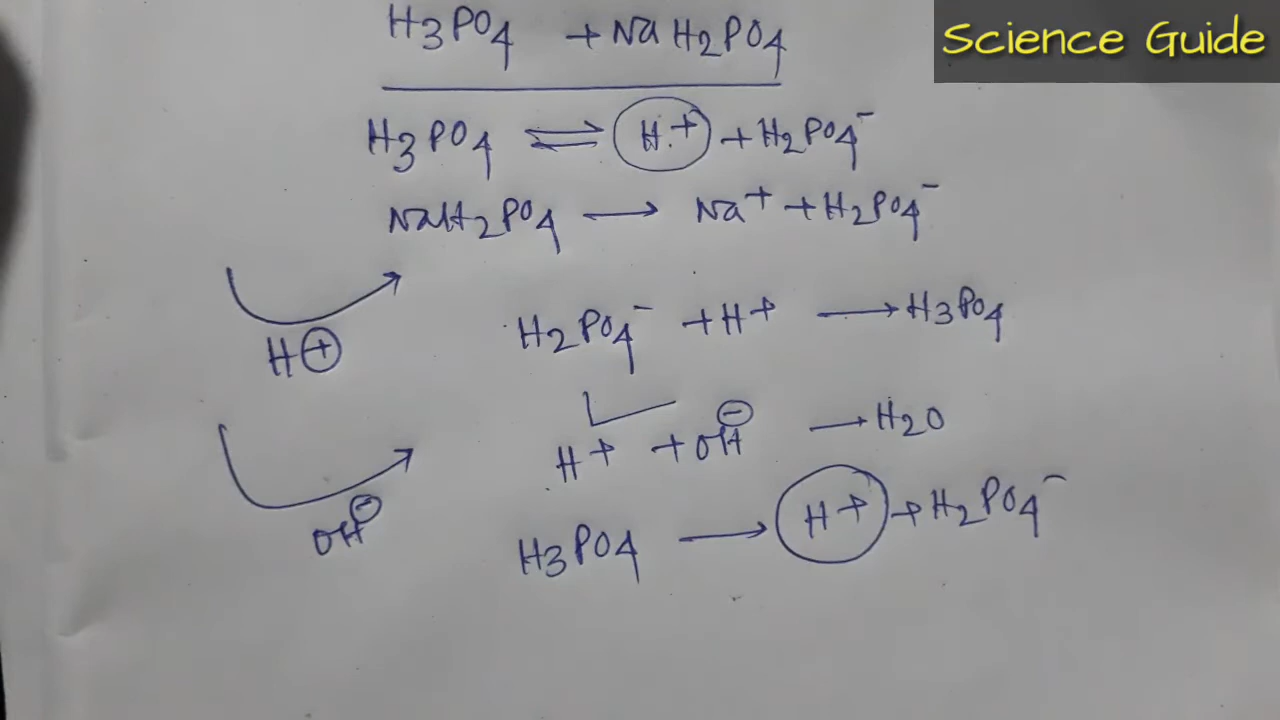 H3PO4 + NaH2PO4
Science Guide
H3PO4 ⇌ H+ + H2PO4-
NaH2PO4 → Na+ + H2PO4-
H2PO4- + H+ → H3PO4
H+
H+ + OH- → H2O
OH-
H3PO4 → H+ + H2PO4-